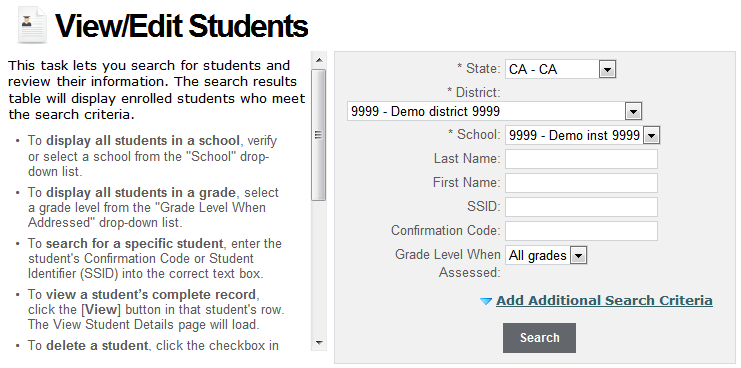 View/Edit Students
This task lets you search for students and
review their information. The search results
table will display enrolled students who meet
the search criteria.
• To display all students in a school, verify
or select a school from the "School" drop-
down list.
• To display all students in a grade, select
a grade level from the "Grade Level When
Addressed" drop-down list.
• To search for a specific student, enter the
student's Confirmation Code or Student
Identifier (SSID) into the correct text box.
• To view a student’s complete record,
click the [View] button in that student's row.
The View Student Details page will load.
• To delete a student, click the checkbox in
* State: CA - CA
* District:
9999 - Demo district 9999
* School: 9999 - Demo inst 9999
Last Name:
First Name:
SSID:
Confirmation Code:
Grade Level When All grades
Assessed:
Add Additional Search Criteria
Search